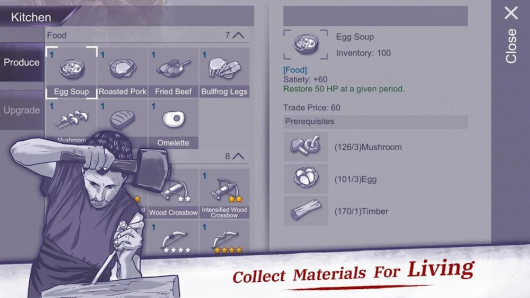 Kitchen
Close
Food 7
Produce
Upgrade
1 1 1 1
Egg Soup Roasted Pork Fried Beef Bullfrog Legs
1 1 1
Mushroom Omelette
8
1
Wood Crossbow Intensified Wood Crossbow
1 1
Egg Soup
Inventory: 100
[Food]
Satiety: +60
Restore 50 HP at a given period.
Trade Price: 60
Prerequisites
(126/3)Mushroom
(101/3)Egg
(170/1)Timber
Collect Materials For Living